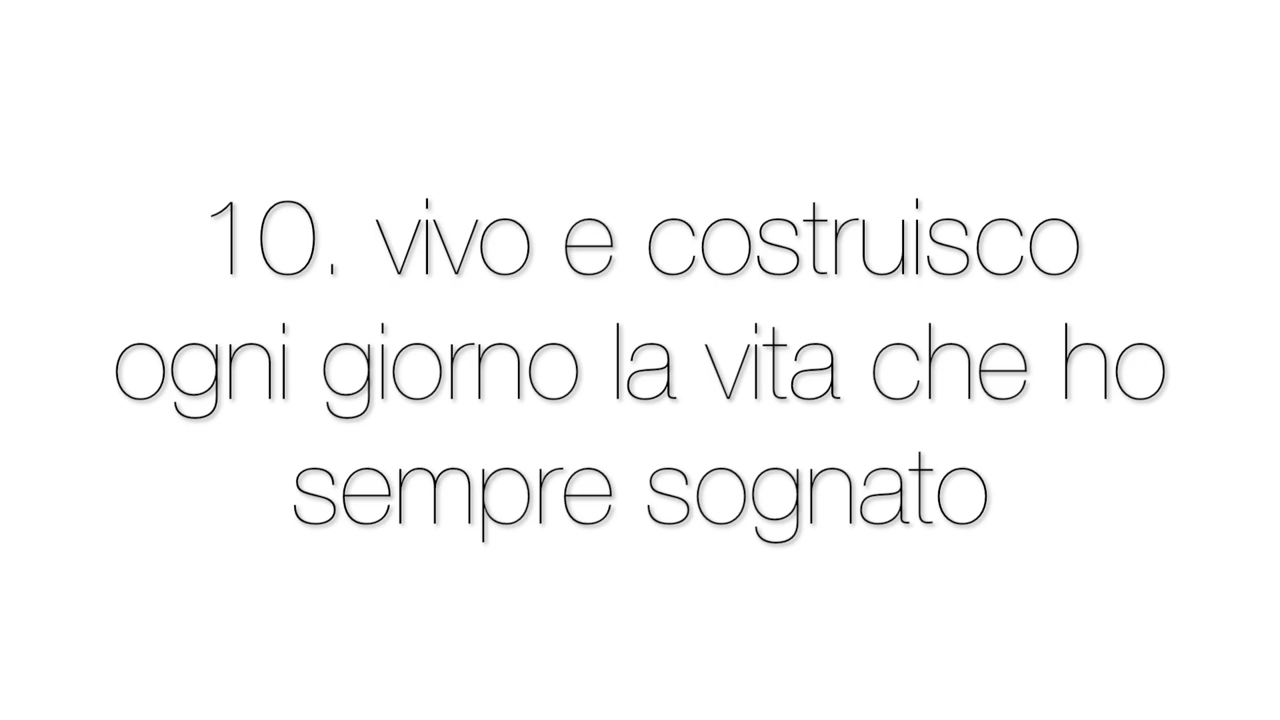 10. vivo e costruisco
ogni giorno la vita che ho
sempre sognato